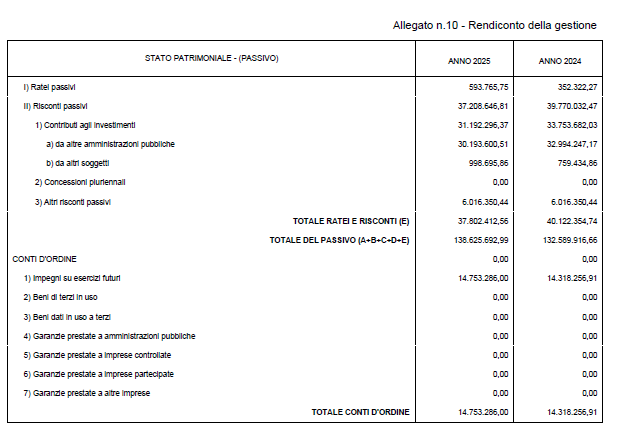 Allegato n.10 - Rendiconto della gestione
STATO PATRIMONIALE - (PASSIVO) ANNO 2025 ANNO 2024
I) Ratei passivi 593.765,75 352.322,27
II) Risconti passivi 37.208.646,81 39.770.032,47
1) Contributi agli investimenti 31.192.296,37 33.753.682,03
a) da altre amministrazioni pubbliche 30.193.600,51 32.994.247,17
b) da altri soggetti 998.695,86 759.434,86
2) Concessioni pluriennali 0,00 0,00
3) Altri risconti passivi 6.016.350,44 6.016.350,44
TOTALE RATEI E RISCONTI (E) 37.802.412,56 40.122.354,74
TOTALE DEL PASSIVO (A+B+C+D+E) 138.625.692,99 132.589.916,66
CONTI D'ORDINE 0,00 0,00
1) Impegni su esercizi futuri 14.753.286,00 14.318.256,91
2) Beni di terzi in uso 0,00 0,00
3) Beni dati in uso a terzi 0,00 0,00
4) Garanzie prestate a amministrazioni pubbliche 0,00 0,00
5) Garanzie prestate a imprese controllate 0,00 0,00
6) Garanzie prestate a imprese partecipate 0,00 0,00
7) Garanzie prestate a altre imprese 0,00 0,00
TOTALE CONTI D'ORDINE 14.753.286,00 14.318.256,91